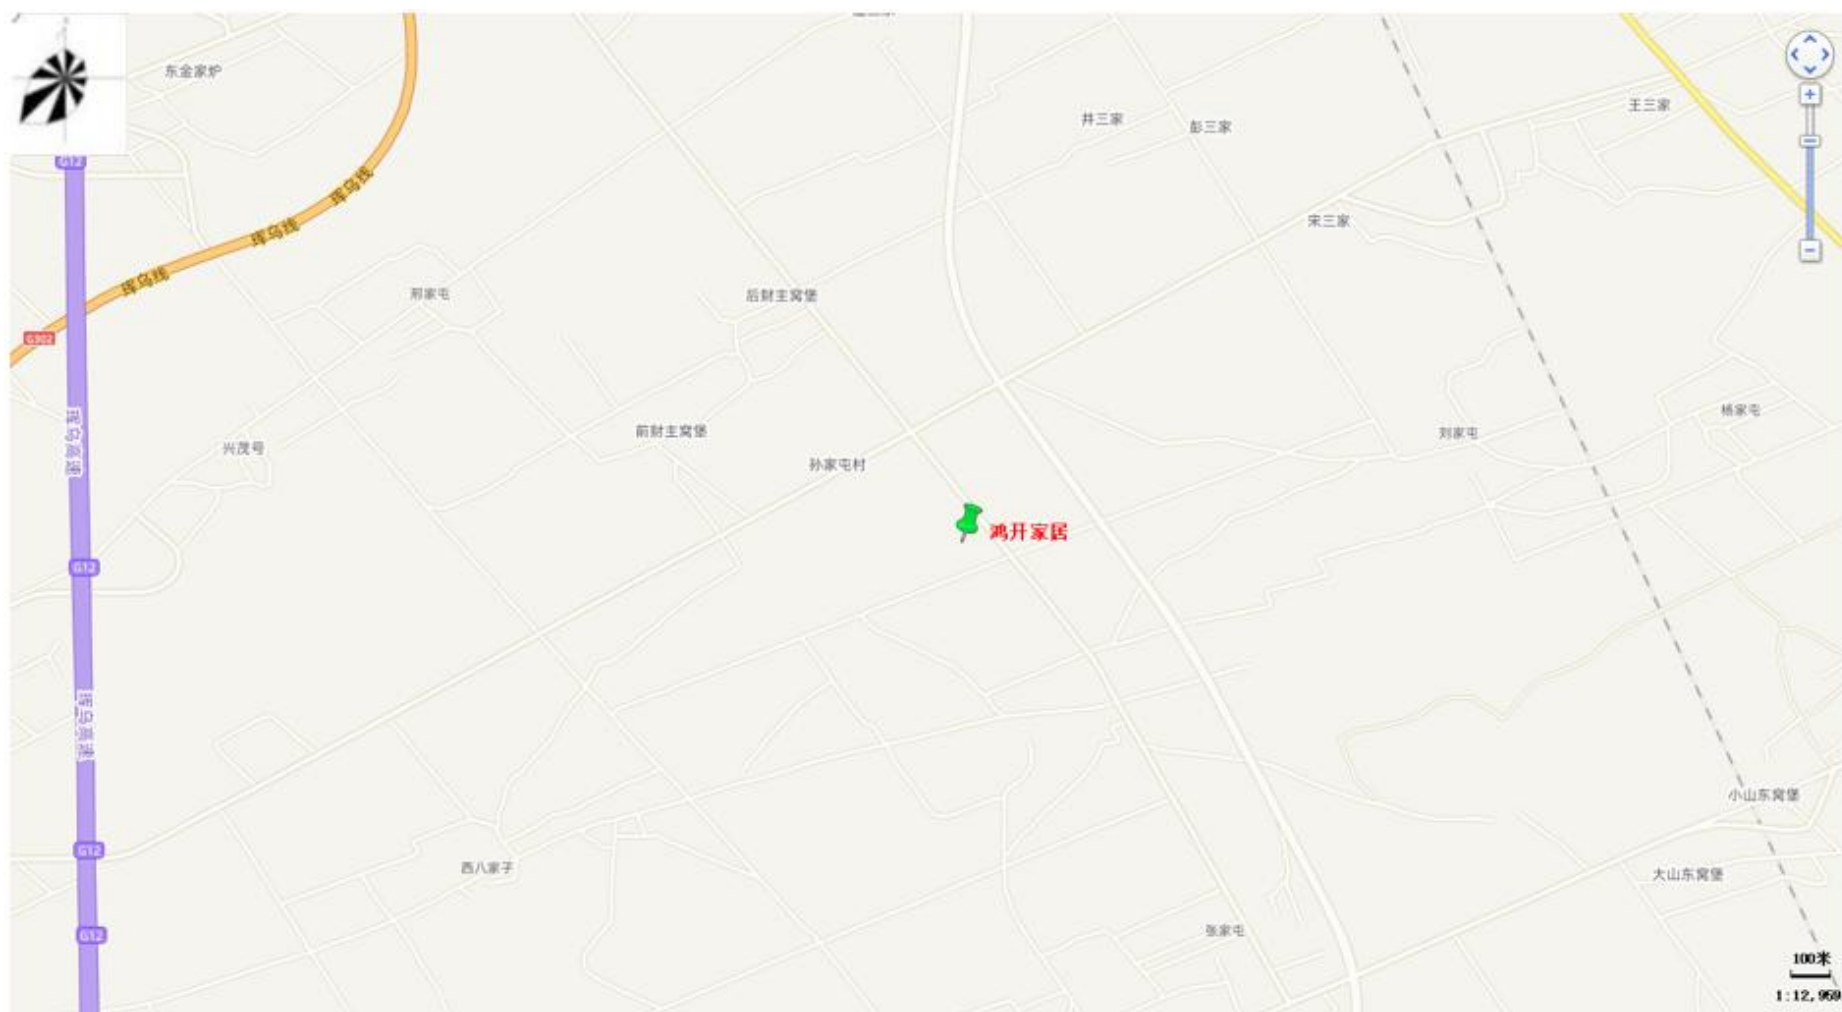 东金家炉
井三家
彭三家
王三家
G12
珲乌线
珲乌线
珲乌线
宋三家
邢家屯
后财主窝堡
G302
珲乌高速
兴茂号
前财主窝堡
孙家屯村
刘家屯
杨家屯
鸿开家居
G12
珲乌高速
小山东窝堡
G12
西八家子
大山东窝堡
G12
张家屯
100米
1:12,959